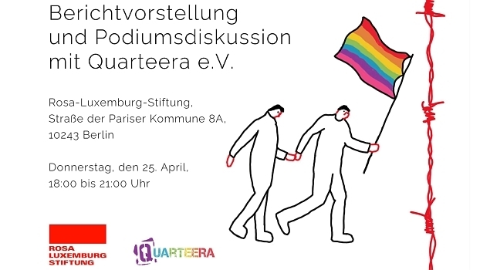 Berichtvorstellung
und Podiumsdiskussion
mit Quarteera e.V.
Rosa-Luxemburg-Stiftung,
Straße der Pariser Kommune 8A,
10243 Berlin
Donnerstag, den 25. April,
18:00 bis 21:00 Uhr
ROSA
LUXEMBURG
STIFTUNG
QUARTEERA